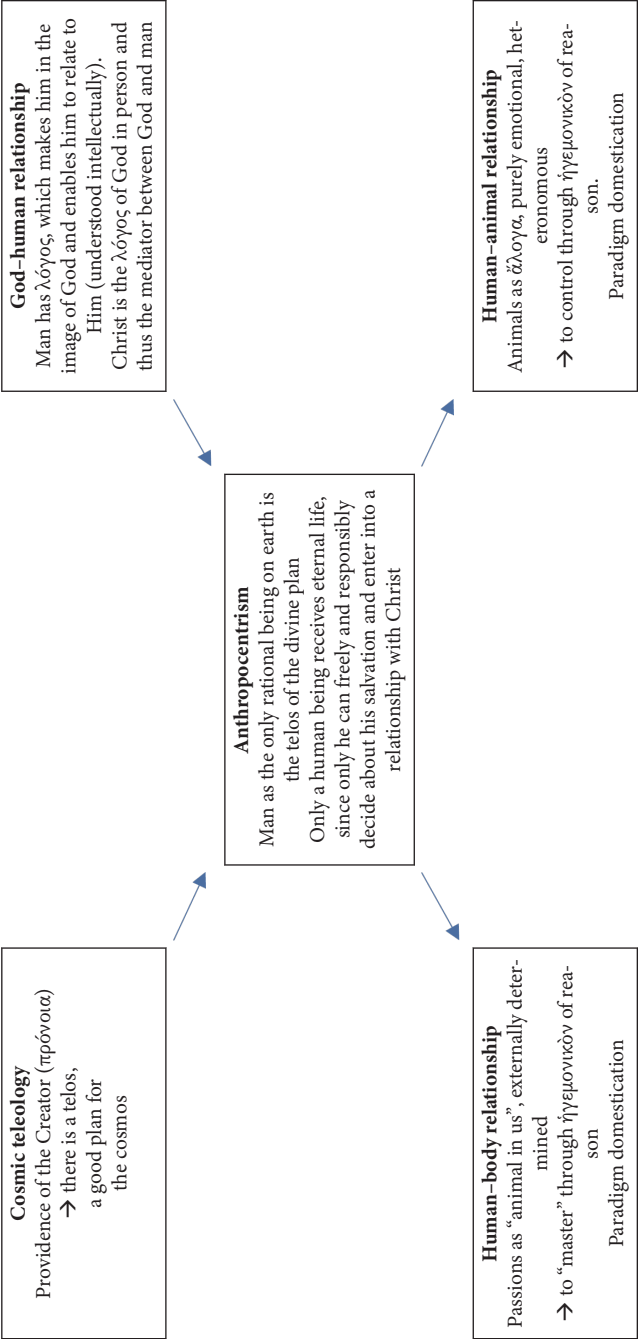 Cosmic teleology
Providence of the Creator (πρόνοια)
→ there is a telos,
a good plan for
the cosmos
God–human relationship
Man has λόγος, which makes him in the
image of God and enables him to relate to
Him (understood intellectually).
Christ is the λόγος of God in person and
thus the mediator between God and man
Anthropocentrism
Man as the only rational being on earth is
the telos of the divine plan
Only a human being receives eternal life,
since only he can freely and responsibly
decide about his salvation and enter into a
relationship with Christ
Human–body relationship
Passions as “animal in us”, externally deter-
mined
→ to “master” through ἡγεμονικὸν of rea-
son
Paradigm domestication
Human–animal relationship
Animals as ἄλογα, purely emotional, het-
eronomous
→ to control through ἡγεμονικὸν of rea-
son.
Paradigm domestication